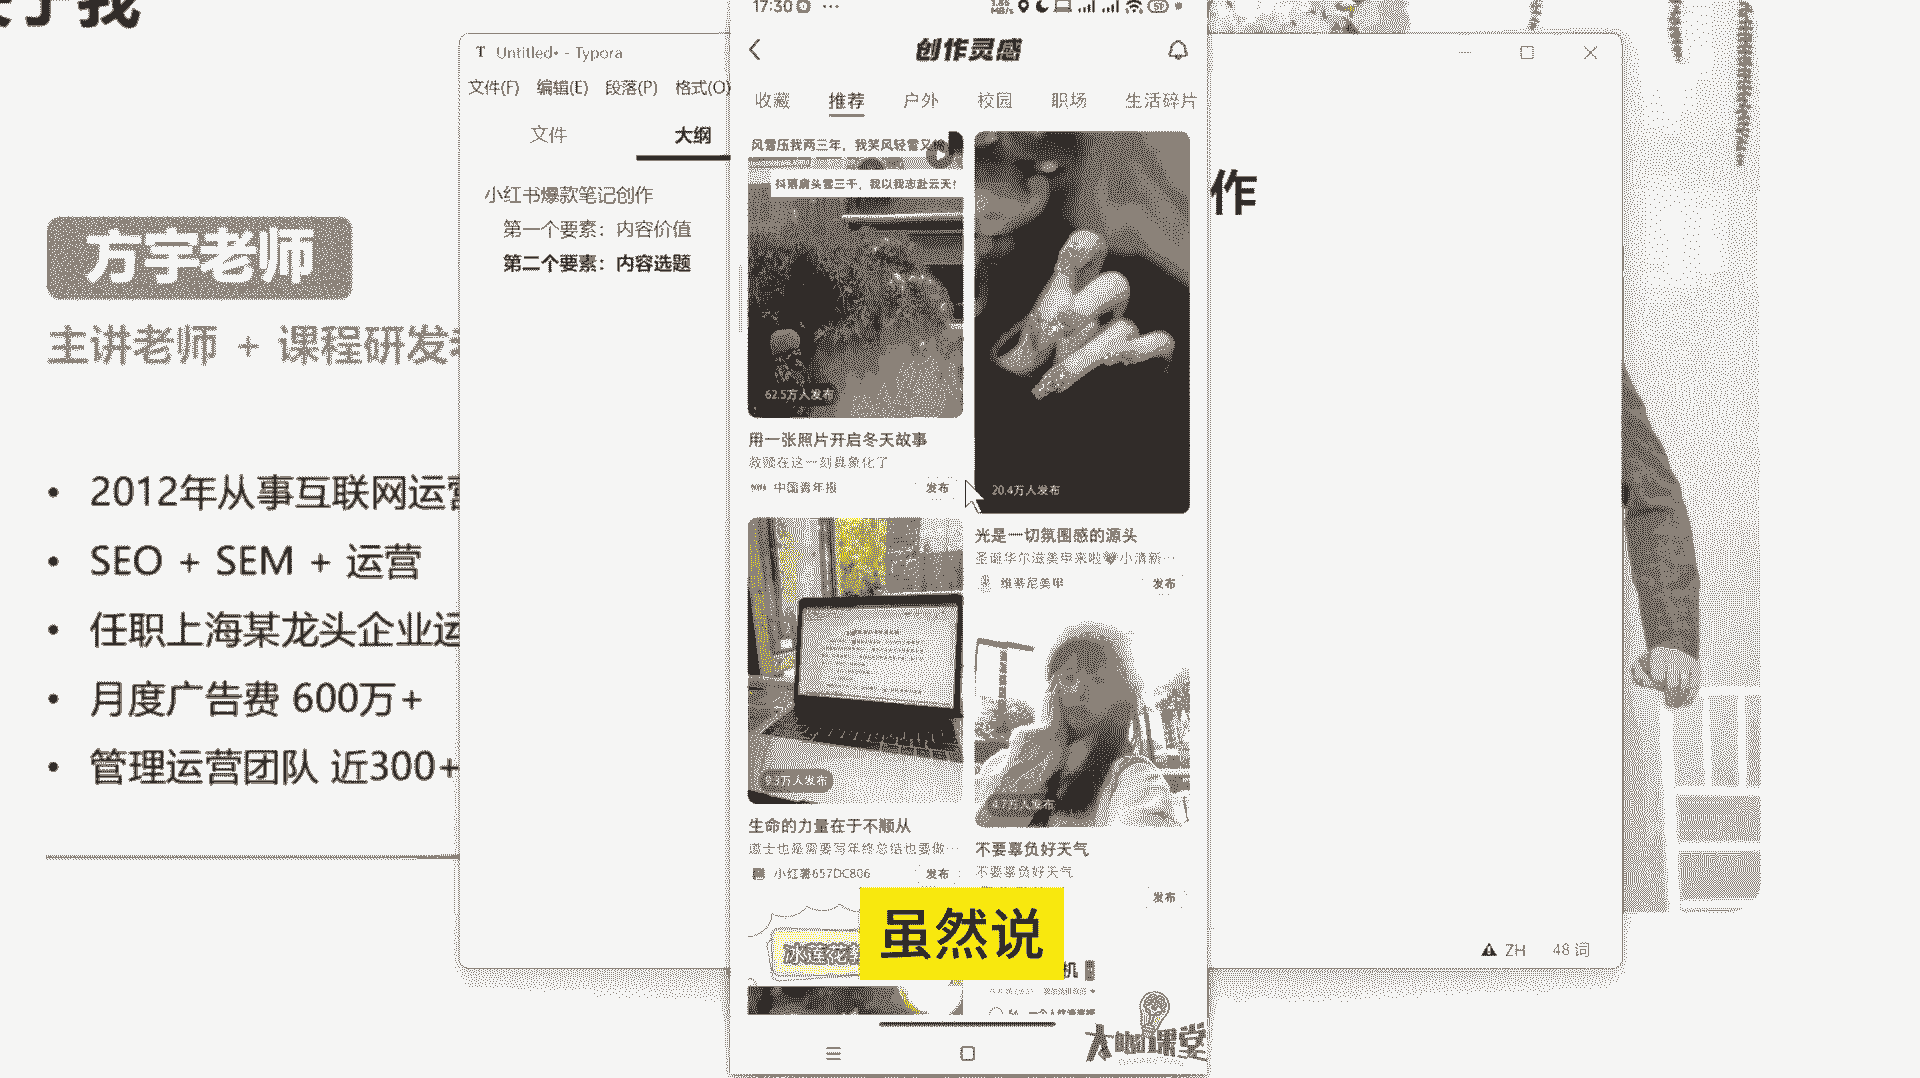 关于我
方宇老师
主讲老师 + 课程研发
• 2012年从事互联网运营
• SEO + SEM + 运营
• 任职上海某龙头企业运
• 月度广告费 600万+
• 管理运营团队 近300+
T Untitled• - Typora
文件(F) 编辑(E) 段落(P) 格式(O)
文件 大纲
小红书爆款笔记创作
第一个要素：内容价值
第二个要素：内容选题
作
ZH 48 词
17:30
创作灵感
收藏 推荐 户外 校园 职场 生活碎片
风雪压我两三年，我笑风轻雪又
抖落肩头雪三千，我以我志赴云天！
62.5万人发布
用一张照片开启冬天故事
救赎在这一刻具象化了
中国青年报 发布
20.4万人发布
光是一切氛围感的源头
圣诞华尔滋美甲来啦小清新…
维蒂尼美甲 发布
9.3万人发布
生命的力量在于不顺从
道士也是需要写年终总结也要做…
小红薯657DC806 发布
4.7万人发布
不要辜负好天气
不要辜负好天气
发布
冰莲花
机
虽然说
大咖课堂